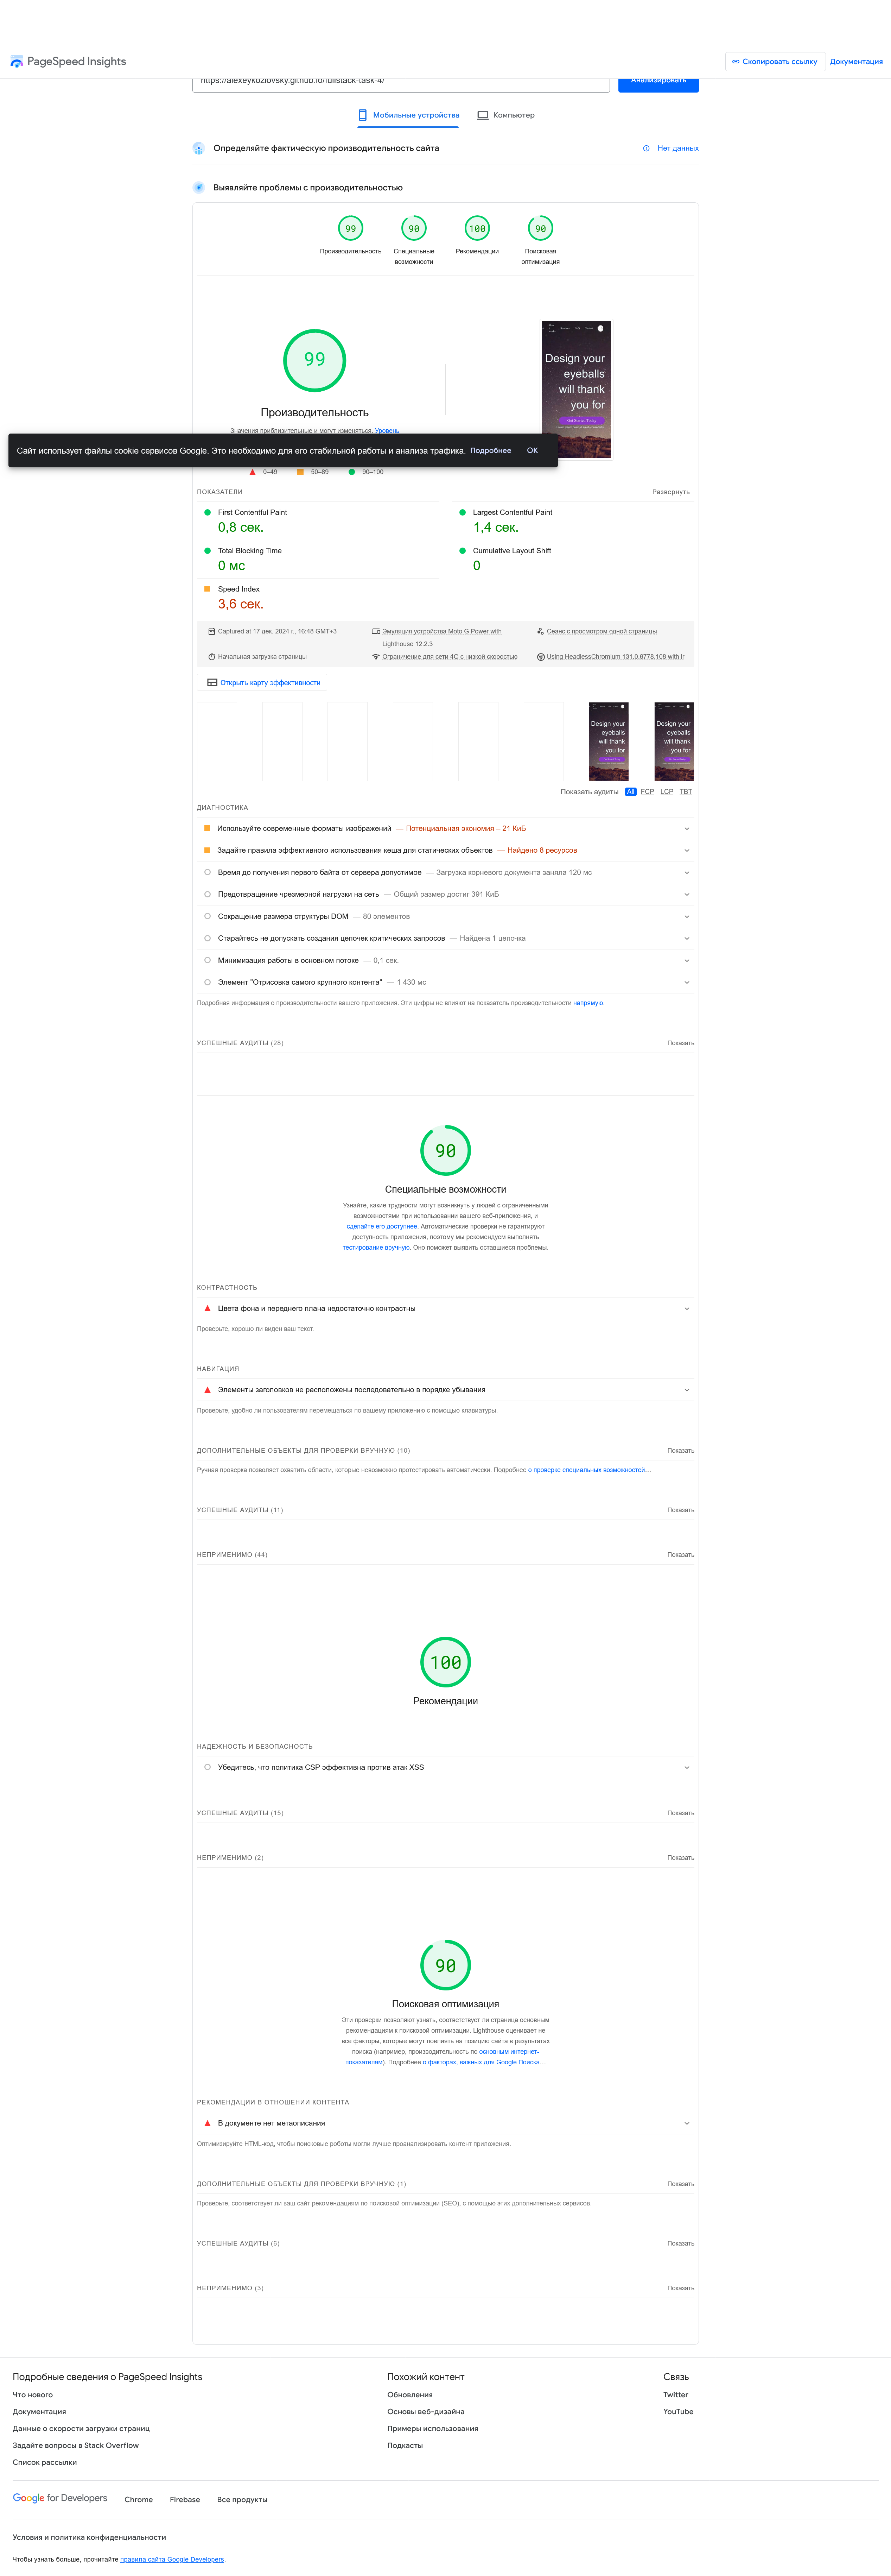 PageSpeed Insights
Скопировать ссылку
Документация
https://alexeykozlovsky.github.io/fullstack-task-4/
Анализировать
Мобильные устройства
Компьютер
Определяйте фактическую производительность сайта
Нет данных
Выявляйте проблемы с производительностью
99
90
100
90
Производительность
Специальные
возможности
Рекомендации
Поисковая
оптимизация
99
Производительность
Значения приблизительные и могут изменяться. Уровень
Design your
eyeballs
will thank
you for
Get Started Today
Сайт использует файлы cookie сервисов Google. Это необходимо для его стабильной работы и анализа трафика. Подробнее ОК
0–49
50–89
90–100
ПОКАЗАТЕЛИ
Развернуть
First Contentful Paint
0,8 сек.
Largest Contentful Paint
1,4 сек.
Total Blocking Time
0 мс
Cumulative Layout Shift
0
Speed Index
3,6 сек.
Captured at 17 дек. 2024 г., 16:48 GMT+3
Эмуляция устройства Moto G Power with
Lighthouse 12.2.3
Сеанс с просмотром одной страницы
Начальная загрузка страницы
Ограничение для сети 4G с низкой скоростью
Using HeadlessChromium 131.0.6778.108 with lr
Открыть карту эффективности
Design your
eyeballs
will thank
you for
Design your
eyeballs
will thank
you for
Показать аудиты All FCP LCP TBT
ДИАГНОСТИКА
Используйте современные форматы изображений — Потенциальная экономия – 21 КиБ
Задайте правила эффективного использования кеша для статических объектов — Найдено 8 ресурсов
Время до получения первого байта от сервера допустимое — Загрузка корневого документа заняла 120 мс
Предотвращение чрезмерной нагрузки на сеть — Общий размер достиг 391 КиБ
Сокращение размера структуры DOM — 60 элементов
Старайтесь не допускать создания цепочек критических запросов — Найдена 1 цепочка
Минимизация работы в основном потоке — 0,1 сек.
Элемент "Отрисовка самого крупного контента" — 1 430 мс
Подробная информация о производительности вашего приложения. Эти цифры не влияют на показатель производительности напрямую.
УСПЕШНЫЕ АУДИТЫ (28)
Показать
90
Специальные возможности
Узнайте, какие трудности могут возникнуть у людей с ограниченными
возможностями при использовании вашего веб-приложения, и
сделайте его доступнее. Автоматические проверки не гарантируют
доступность приложения, поэтому мы рекомендуем выполнять
тестирование вручную. Оно поможет выявить оставшиеся проблемы.
КОНТРАСТНОСТЬ
Цвета фона и переднего плана недостаточно контрастны
Проверьте, хорошо ли виден ваш текст.
НАВИГАЦИЯ
Элементы заголовков не расположены последовательно в порядке убывания
Проверьте, удобно ли пользователям перемещаться по вашему приложению с помощью клавиатуры.
ДОПОЛНИТЕЛЬНЫЕ ОБЪЕКТЫ ДЛЯ ПРОВЕРКИ ВРУЧНУЮ (10)
Показать
Ручная проверка позволяет охватить области, которые невозможно протестировать автоматически. Подробнее о проверке специальных возможностей…
УСПЕШНЫЕ АУДИТЫ (11)
Показать
НЕПРИМЕНИМО (44)
Показать
100
Рекомендации
НАДЕЖНОСТЬ И БЕЗОПАСНОСТЬ
Убедитесь, что политика CSP эффективна против атак XSS
УСПЕШНЫЕ АУДИТЫ (15)
Показать
НЕПРИМЕНИМО (2)
Показать
90
Поисковая оптимизация
Эти проверки позволяют узнать, соответствует ли страница основным
рекомендациям к поисковой оптимизации. Lighthouse оценивает не
все факторы, которые могут повлиять на позицию сайта в результатах
поиска (например, производительность по основным интернет-
показателям). Подробнее о факторах, важных для Google Поиска…
РЕКОМЕНДАЦИИ В ОТНОШЕНИИ КОНТЕНТА
В документе нет метаописания
Оптимизируйте HTML-код, чтобы поисковые роботы могли лучше проанализировать контент приложения.
ДОПОЛНИТЕЛЬНЫЕ ОБЪЕКТЫ ДЛЯ ПРОВЕРКИ ВРУЧНУЮ (1)
Показать
Проверьте, соответствует ли ваш сайт рекомендациям по поисковой оптимизации (SEO), с помощью этих дополнительных сервисов.
УСПЕШНЫЕ АУДИТЫ (6)
Показать
НЕПРИМЕНИМО (3)
Показать
Подробные сведения о PageSpeed Insights
Что нового
Документация
Данные о скорости загрузки страниц
Задайте вопросы в Stack Overflow
Список рассылки
Похожий контент
Обновления
Основы веб-дизайна
Примеры использования
Подкасты
Связь
Twitter
YouTube
Google for Developers
Chrome
Firebase
Все продукты
Условия и политика конфиденциальности
Чтобы узнать больше, прочитайте правила сайта Google Developers.